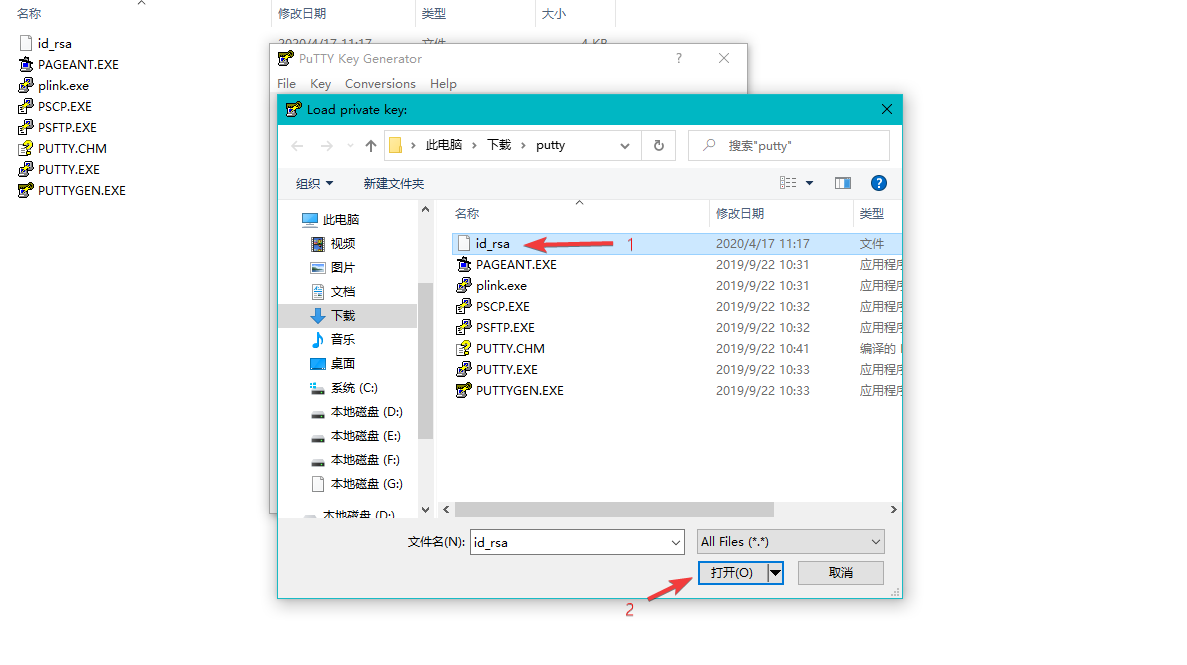 名称 修改日期 类型 大小
2020/4/17 11:17 文件 4 KB
id_rsa
PAGEANT.EXE
plink.exe
PSCP.EXE
PSFTP.EXE
PUTTY.CHM
PUTTY.EXE
PUTTYGEN.EXE
PuTTY Key Generator ?
File Key Conversions Help
Load private key:
此电脑 › 下载 › putty
搜索"putty"
组织 新建文件夹 ?
此电脑
视频
图片
文档
下载
音乐
桌面
系统 (C:)
本地磁盘 (D:)
本地磁盘 (E:)
本地磁盘 (F:)
本地磁盘 (G:)
本地磁盘 (D:)
名称 修改日期 类型
id_rsa 1 2020/4/17 11:17 文件
PAGEANT.EXE 2019/9/22 10:31 应用程序
plink.exe 2019/9/22 10:31 应用程序
PSCP.EXE 2019/9/22 10:32 应用程序
PSFTP.EXE 2019/9/22 10:32 应用程序
PUTTY.CHM 2019/9/22 10:41 编译的
PUTTY.EXE 2019/9/22 10:33 应用程序
PUTTYGEN.EXE 2019/9/22 10:33 应用程序
文件名(N): id_rsa All Files (*.*)
打开(O) 取消
2